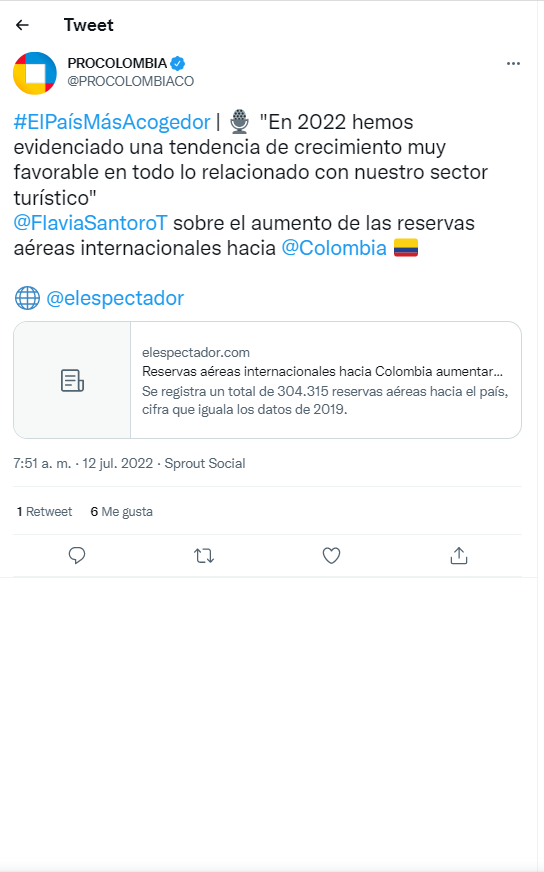 Tweet
PROCOLOMBIA
@PROCOLOMBIACO
#ElPaísMásAcogedor | "En 2022 hemos
evidenciado una tendencia de crecimiento muy
favorable en todo lo relacionado con nuestro sector
turístico"
@FlaviaSantoroT sobre el aumento de las reservas
aéreas internacionales hacia @Colombia
@elespectador
elespectador.com
Reservas aéreas internacionales hacia Colombia aumentar...
Se registra un total de 304.315 reservas aéreas hacia el país,
cifra que iguala los datos de 2019.
7:51 a. m. · 12 jul. 2022 · Sprout Social
1 Retweet 6 Me gusta